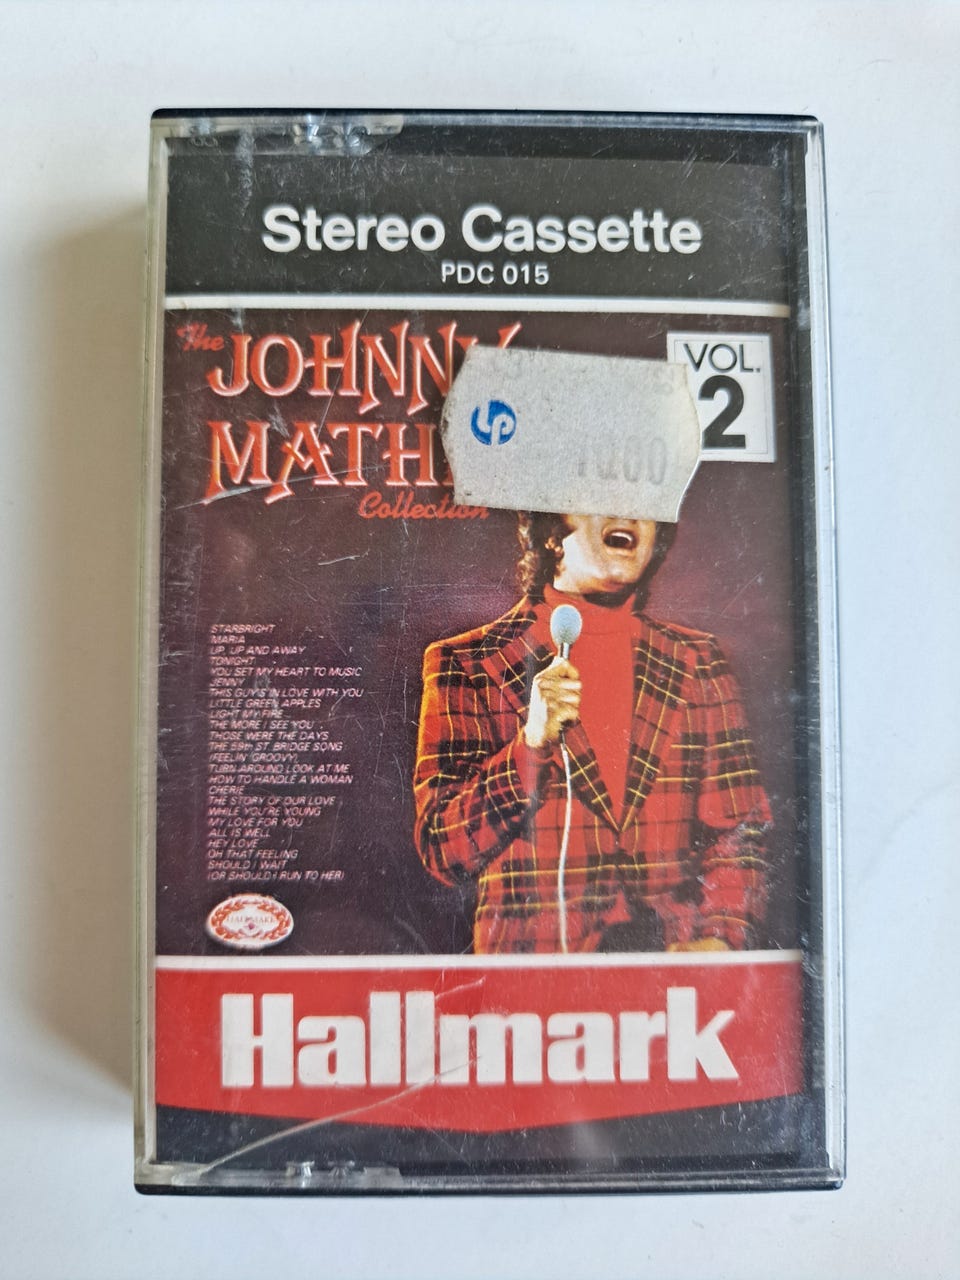 Stereo Cassette
PDC 015
The
JOHNNY
VOL.
2
MATH
Collection
1000
STARBRIGHT
MARIA
UP, UP AND AWAY
TONIGHT
YOU SET MY HEART TO MUSIC
JENNY
THIS GUY'S IN LOVE WITH YOU
LITTLE GREEN APPLES
LIGHT MY FIRE
THE MORE I SEE YOU
THOSE WERE THE DAYS
THE 59th ST. BRIDGE SONG
(FEELIN' GROOVY)
TURN AROUND LOOK AT ME
HOW TO HANDLE A WOMAN
CHERIE
THE STORY OF OUR LOVE
WHILE YOU'RE YOUNG
MY LOVE FOR YOU
ALL IS WELL
HEY LOVE
OH THAT FEELING
SHOULD I WAIT
(OR SHOULD I RUN TO HER)
HALLMARK
Hallmark